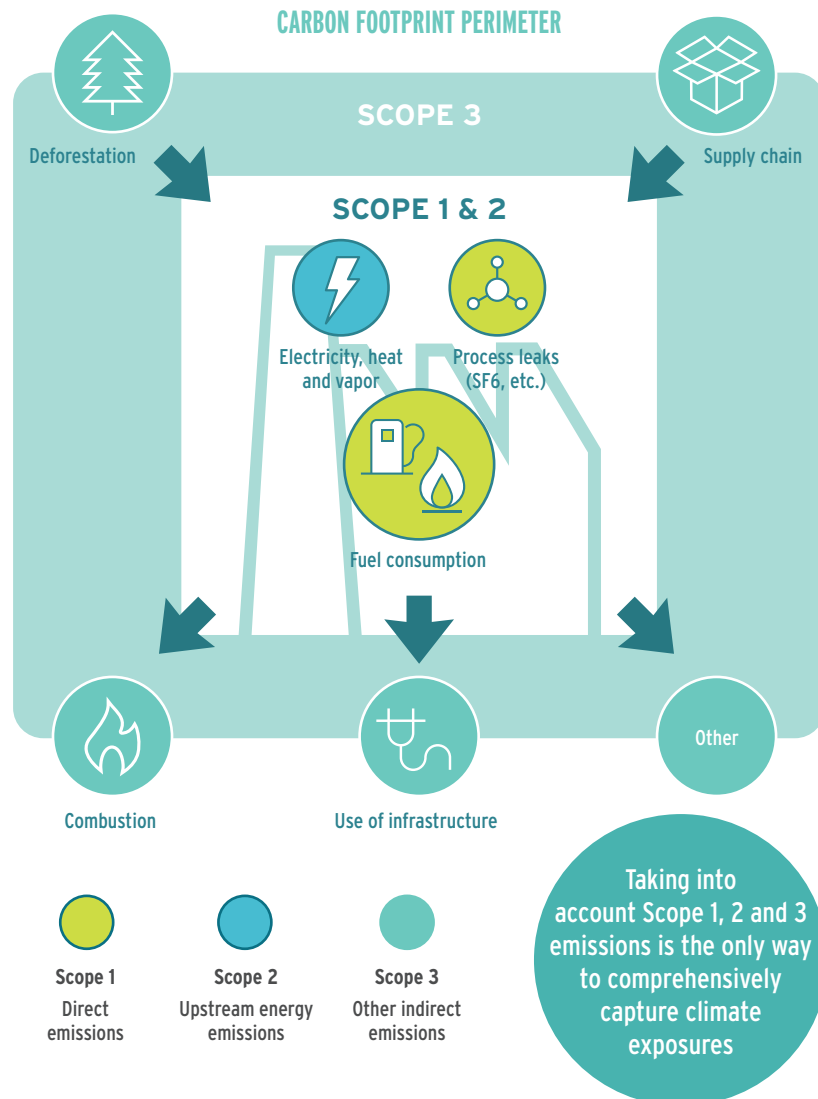 CARBON FOOTPRINT PERIMETER
SCOPE 3
Deforestation
Supply chain
SCOPE 1 & 2
Electricity, heat
and vapor
Process leaks
(SF6, etc.)
Fuel consumption
Other
Combustion
Use of infrastructure
Scope 1
Direct
emissions
Scope 2
Upstream energy
emissions
Scope 3
Other indirect
emissions
Taking into
account Scope 1, 2 and 3
emissions is the only way
to comprehensively
capture climate
exposures